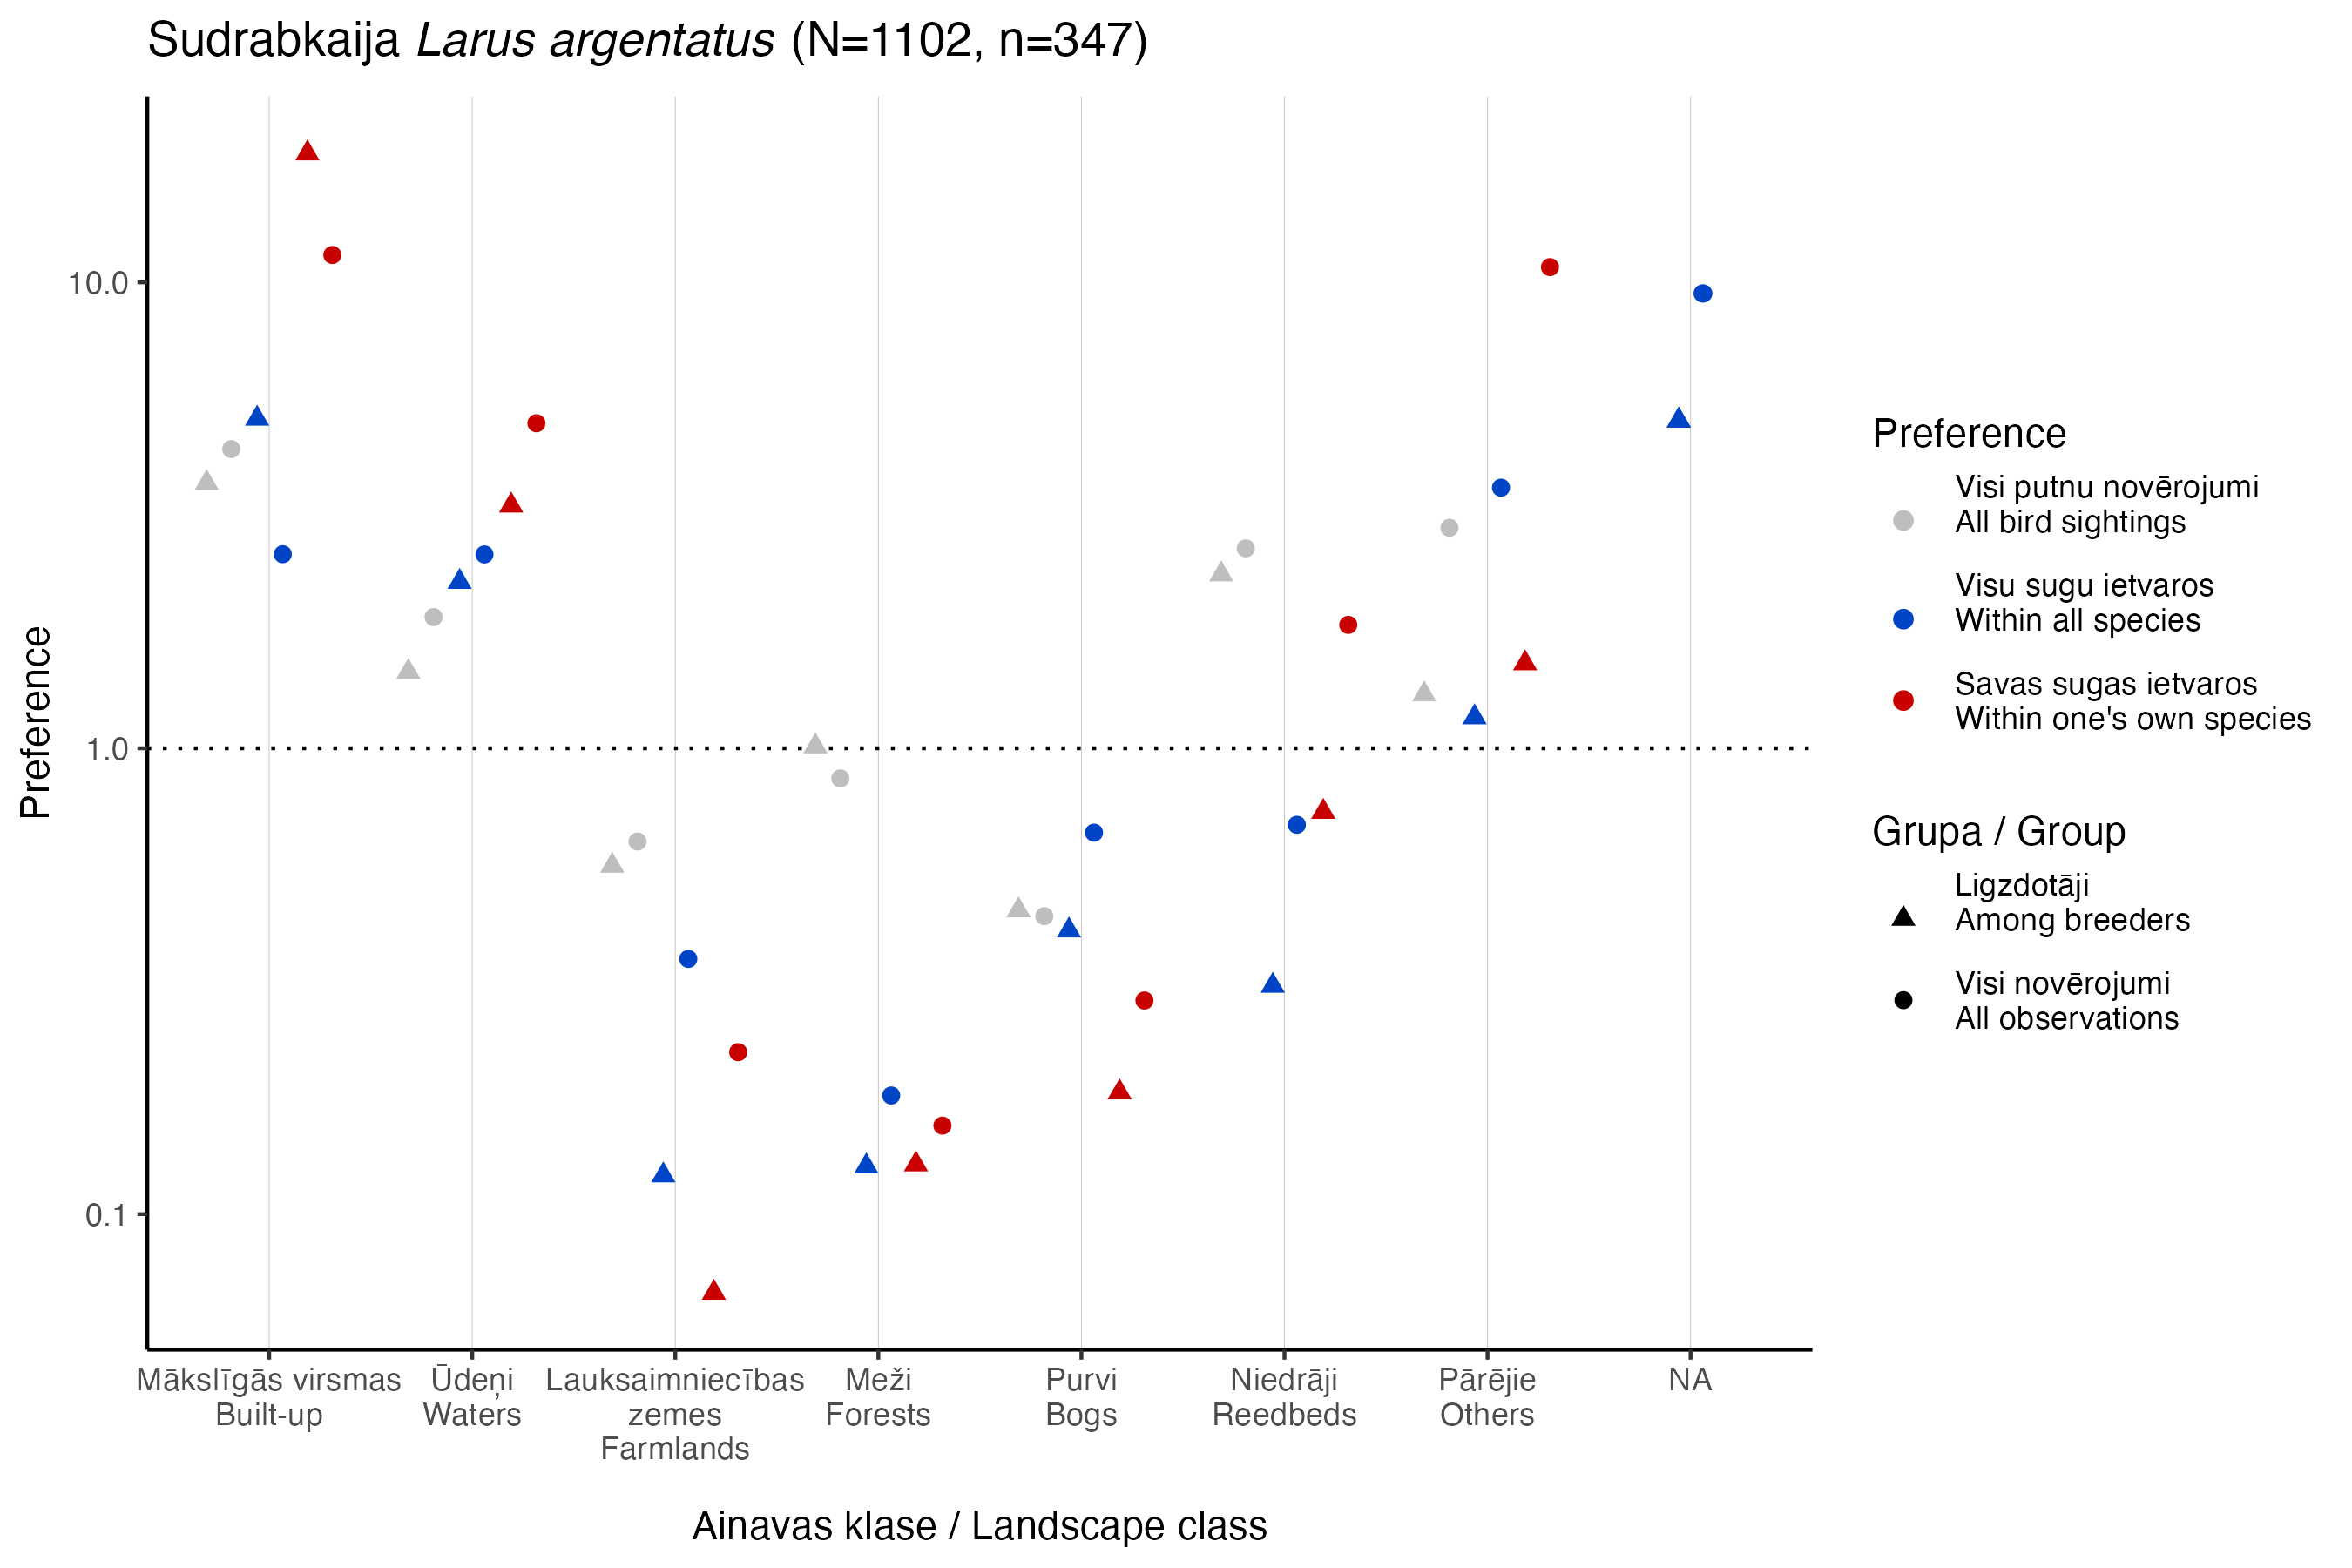 Sudrabkaija Larus argentatus (N=1102, n=347)
Preference
10.0
1.0
0.1
Mākslīgās virsmas
Built-up
Ūdeņi
Waters
Lauksaimniecības
zemes
Farmlands
Meži
Forests
Purvi
Bogs
Niedrāji
Reedbeds
Pārējie
Others
NA
Ainavas klase / Landscape class
Preference
Visi putnu novērojumi
All bird sightings
Visu sugu ietvaros
Within all species
Savas sugas ietvaros
Within one's own species
Grupa / Group
Ligzdotāji
Among breeders
Visi novērojumi
All observations